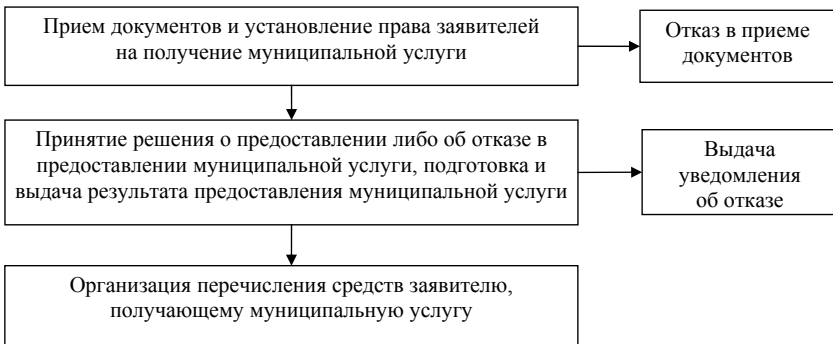 Прием документов и установление права заявителей
на получение муниципальной услуги
Отказ в приеме
документов
Принятие решения о предоставлении либо об отказе в
предоставлении муниципальной услуги, подготовка и
выдача результата предоставления муниципальной услуги
Выдача
уведомления
об отказе
Организация перечисления средств заявителю,
получающему муниципальную услугу